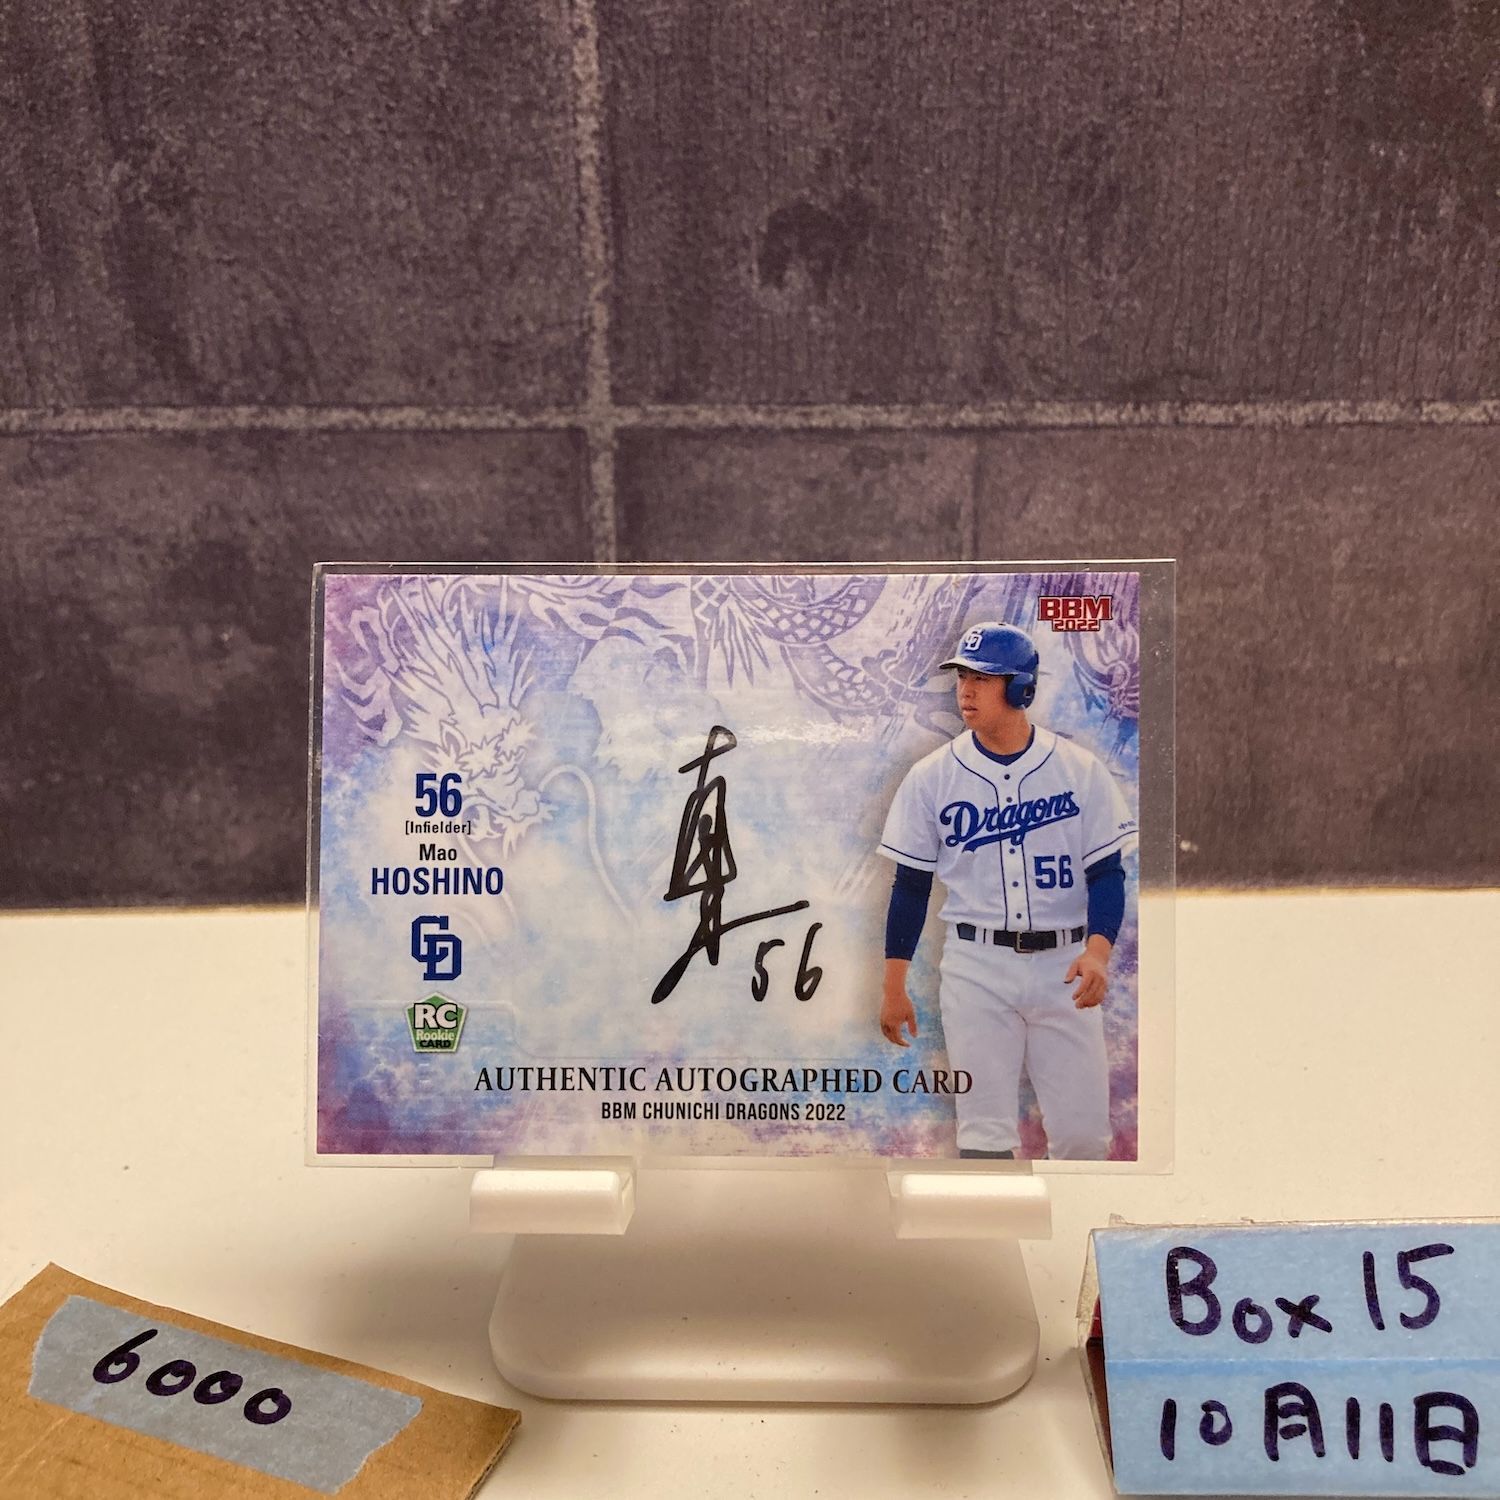 BBM
2022
56
[Infielder]
Mao
HOSHINO
CD
RC
Rookie
CARD
Dragons
56
56
AUTHENTIC AUTOGRAPHED CARD
BBM CHUNICHI DRAGONS 2022
6000
Box 15
10月11日